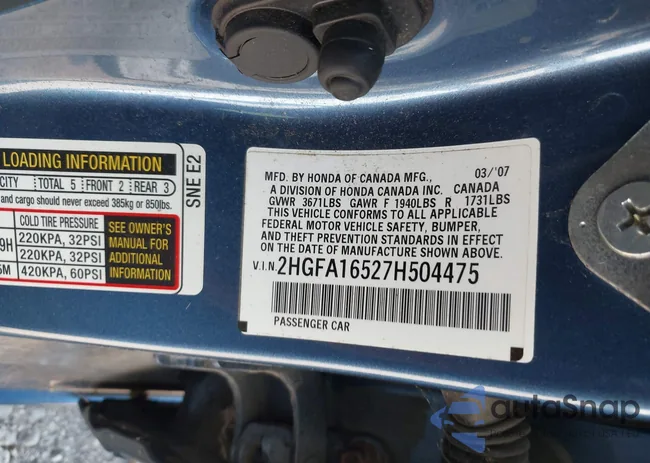 LOADING INFORMATION
CITY TOTAL 5 FRONT 2 REAR 3
and cargo should never exceed 385kg or 850lbs.
COLD TIRE PRESSURE
9H 220KPA, 32PSI
220KPA, 32PSI
5M 420KPA, 60PSI
SEE OWNER'S
MANUAL FOR
ADDITIONAL
INFORMATION
SNE E2
MFD. BY HONDA OF CANADA MFG., 03/'07
A DIVISION OF HONDA CANADA INC. CANADA
GVWR 3671LBS GAWR F 1940LBS R 1731LBS
THIS VEHICLE CONFORMS TO ALL APPLICABLE
FEDERAL MOTOR VEHICLE SAFETY, BUMPER,
AND THEFT PREVENTION STANDARDS IN EFFECT
ON THE DATE OF MANUFACTURE SHOWN ABOVE.
V.I.N. 2HGFA16527H504475
PASSENGER CAR
autoSnap